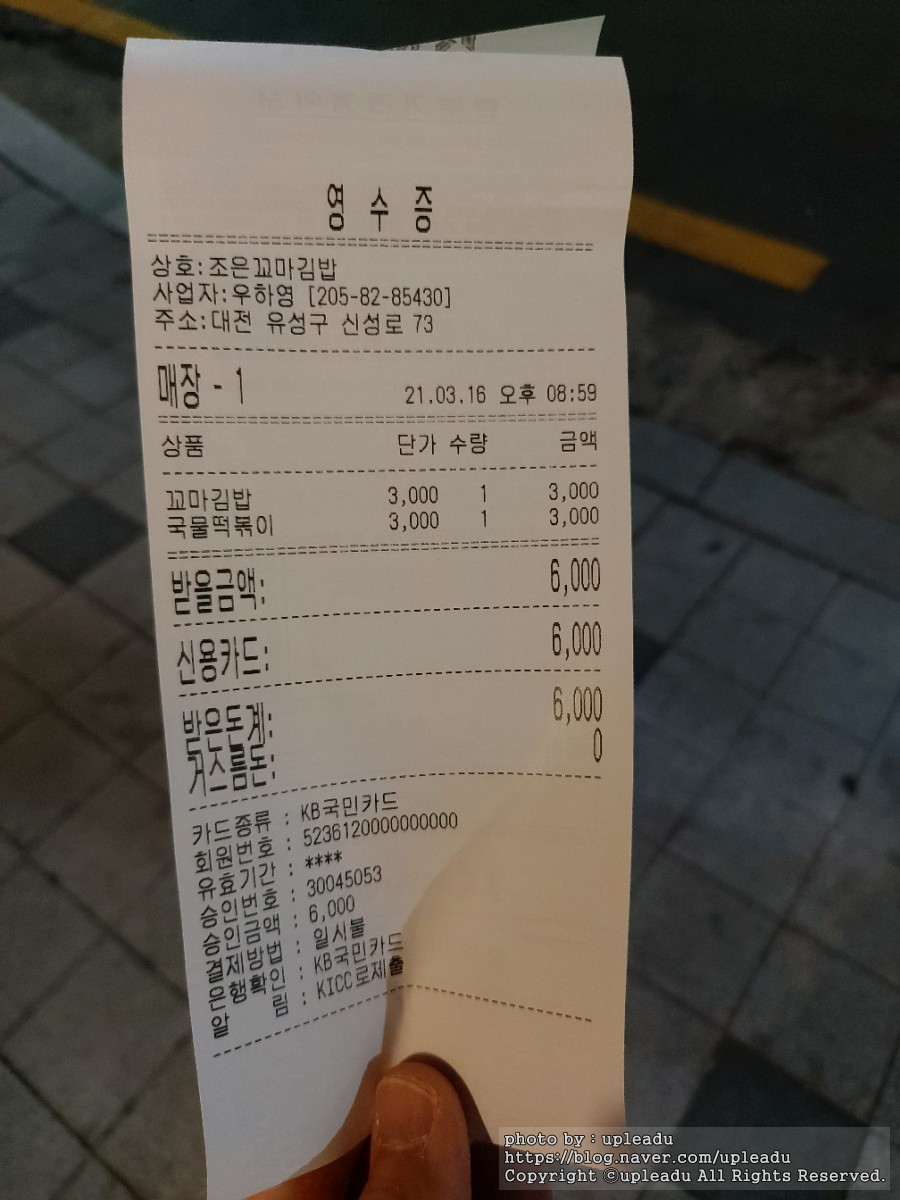 영 수 증
상호:조은꼬마김밥
사업자:우하영 [205-82-85430]
주소:대전 유성구 신성로 73
매장 - 1 21.03.16 오후 08:59
상품 단가 수량 금액
꼬마김밥 3,000 1 3,000
국물떡볶이 3,000 1 3,000
받을금액: 6,000
신용카드: 6,000
받은돈계: 6,000
거스름돈: 0
카드종류 : KB국민카드
회원번호 : 5236120000000000
유효기간 : ****
승인번호 : 30045053
승인금액 : 6,000
결제방법 : 일시불
은행확인 : KB국민카드
알 림 : KICC로제출
photo by : upleadu
https://blog.naver.com/upleadu
Copyright ©upleadu All Rights Reserved.